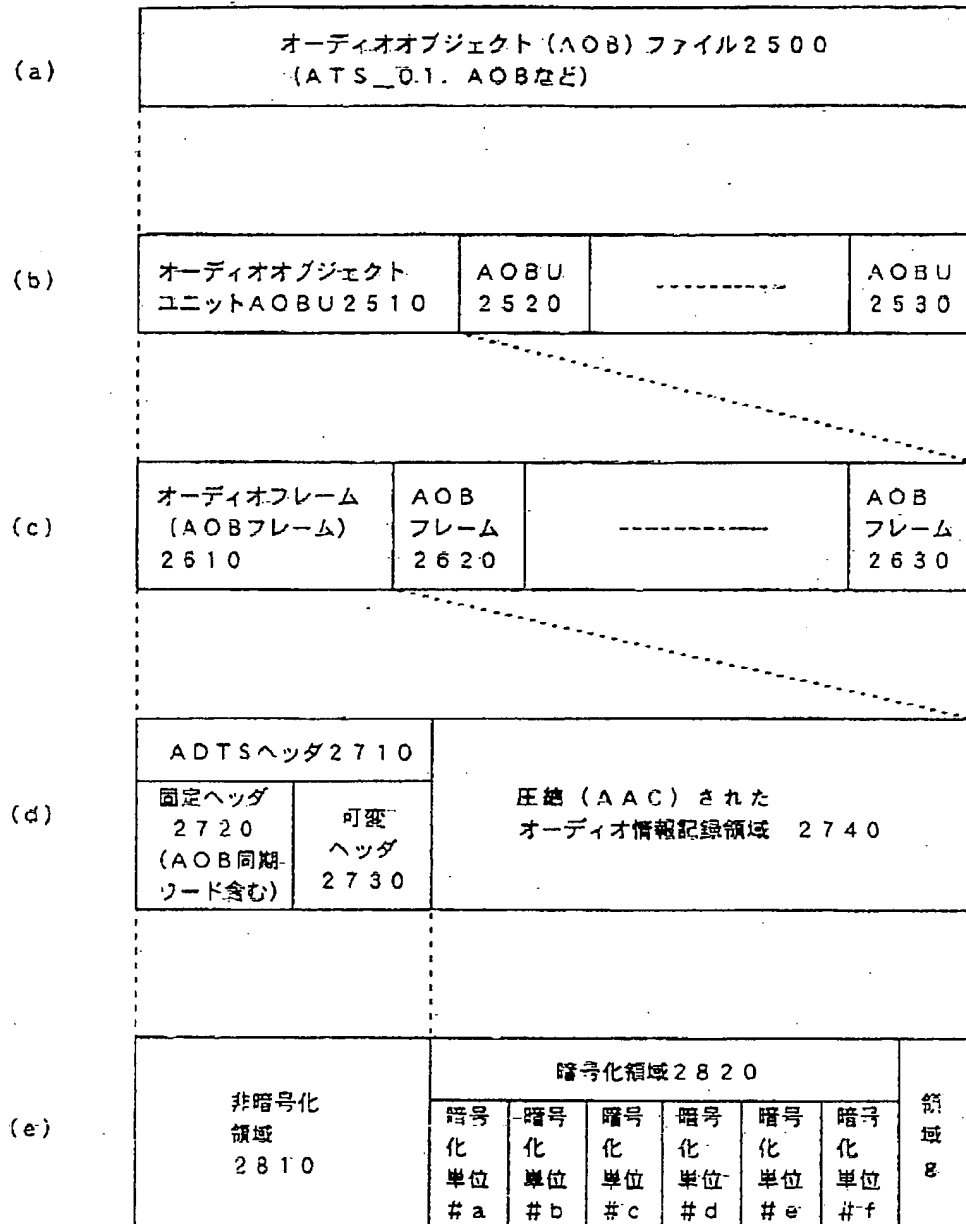 (a)
オーディオオブジェクト(AOB)ファイル2500
(ATS_01.AOBなど)
(b)
オーディオオブジェクト
ユニットAOBU2510
AOBU
2520
AOBU
2530
(c)
オーディオフレーム
(AOBフレーム)
2610
AOB
フレーム
2620
AOB
フレーム
2630
(d)
ADTSヘッダ2710
固定ヘッダ
2720
(AOB同期
ワード含む)
可変
ヘッダ
2730
圧縮(AAC)された
オーディオ情報記録領域 2740
(e)
非暗号化
領域
2810
暗号化領域2820
暗号
化
単位
#a
暗号
化
単位
#b
暗号
化
単位
#c
暗号
化
単位
#d
暗号
化
単位
#e
暗号
化
単位
#f
領
域
g